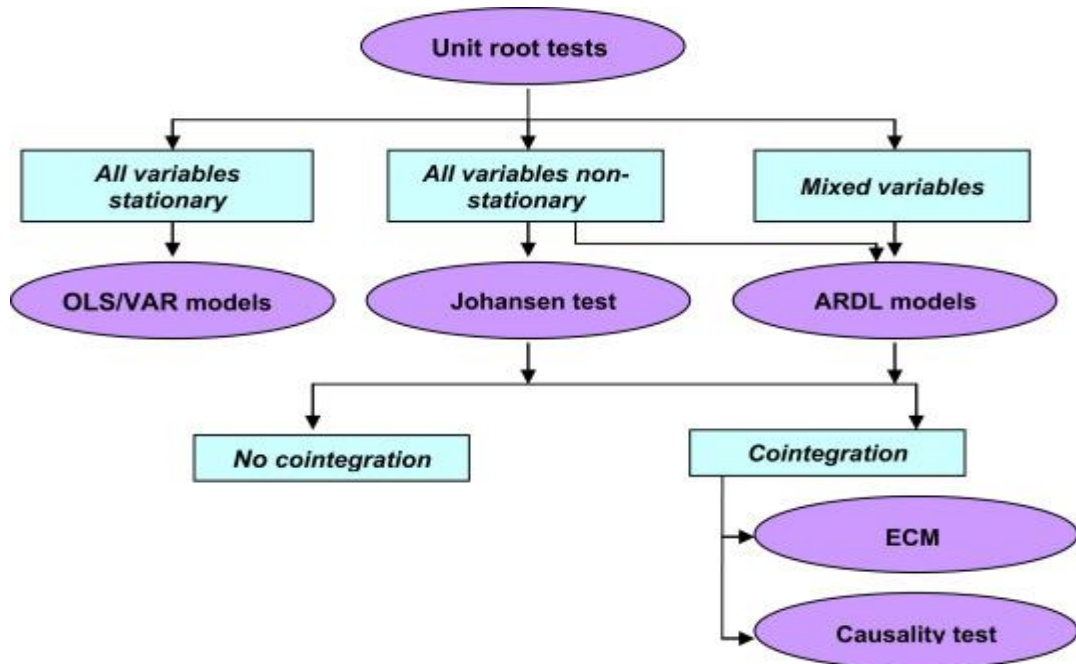 Unit root tests
All variables
stationary
All variables non-
stationary
Mixed variables
OLS/VAR models
Johansen test
ARDL models
No cointegration
Cointegration
ECM
Causality test